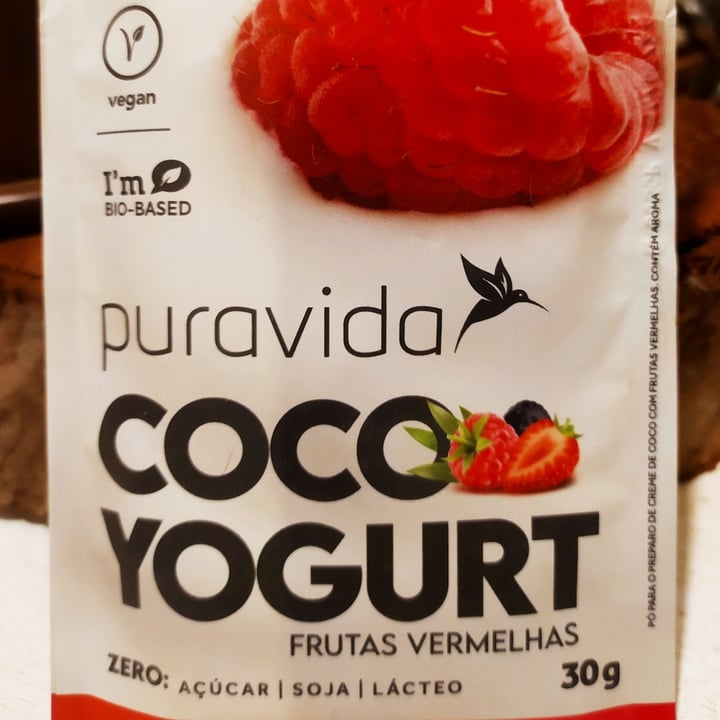 vegan
I'm
BIO-BASED
puravida
COCO
YOGURT
FRUTAS VERMELHAS
ZERO: AÇÚCAR | SOJA | LÁCTEO
30g
PÓ PARA O PREPARO DE CREME DE COCO COM FRUTAS VERMELHAS. CONTÉM AROMA